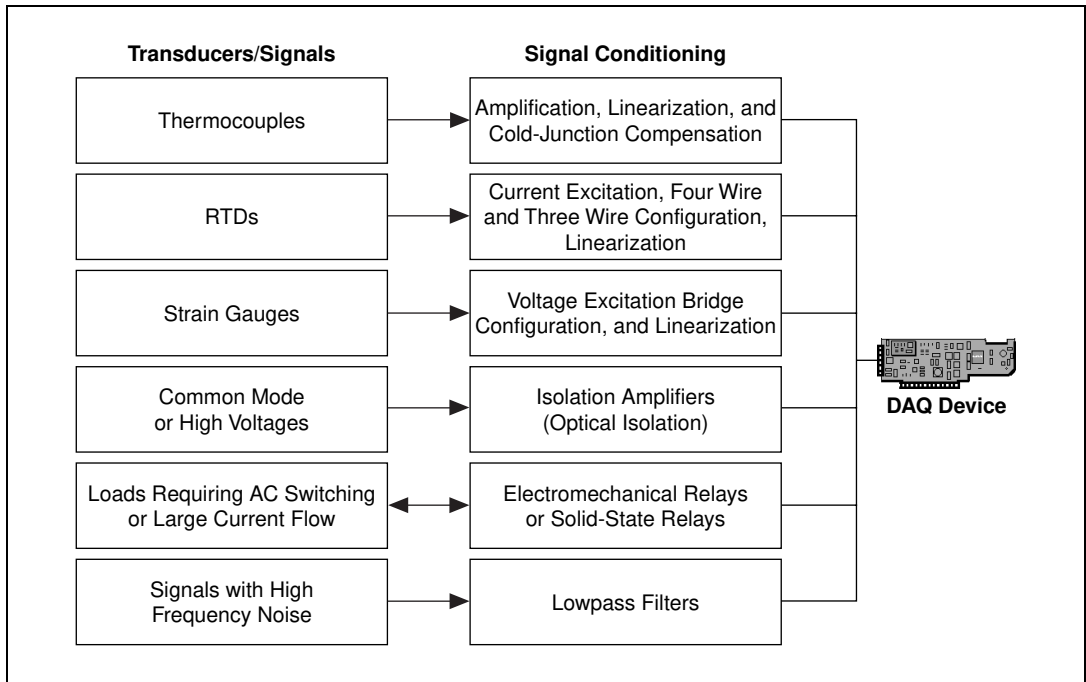 Transducers/Signals
Signal Conditioning
Thermocouples
Amplification, Linearization, and
Cold-Junction Compensation
RTDs
Current Excitation, Four Wire
and Three Wire Configuration,
Linearization
Strain Gauges
Voltage Excitation Bridge
Configuration, and Linearization
Common Mode
or High Voltages
Isolation Amplifiers
(Optical Isolation)
DAQ Device
Loads Requiring AC Switching
or Large Current Flow
Electromechanical Relays
or Solid-State Relays
Signals with High
Frequency Noise
Lowpass Filters